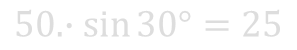 50.· sin 30° = 25